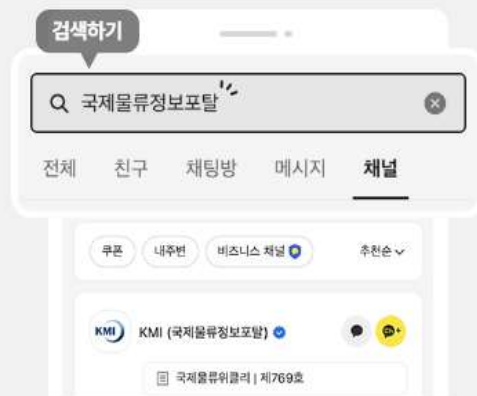 검색하기
국제물류정보포탈
전체 친구 채팅방 메시지 채널
쿠폰 내주변 비즈니스 채널 추천순
KMI KMI (국제물류정보포탈)
Ch+
국제물류위클리 | 제769호